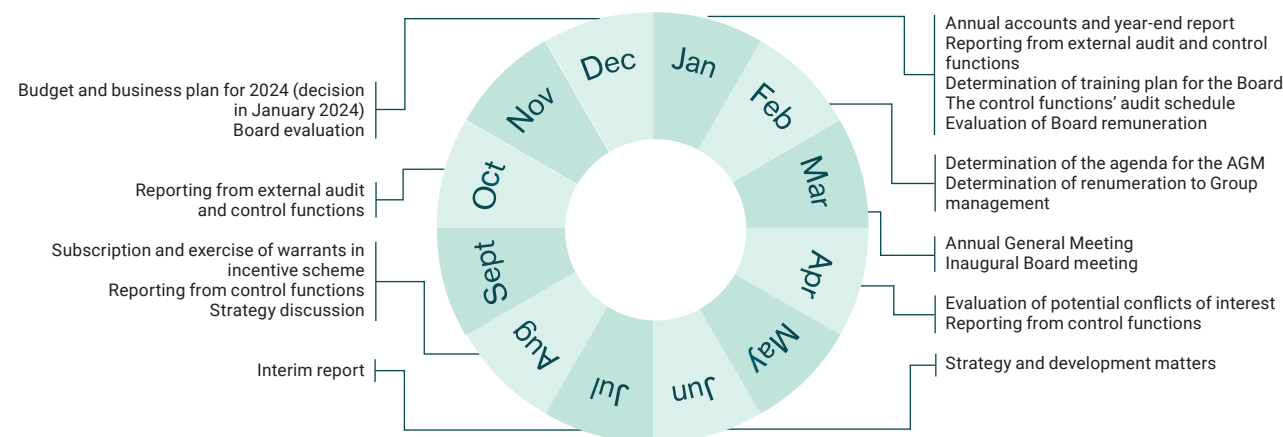 Jan
Feb
Mar
Apr
May
Jun
Jul
Aug
Sept
Oct
Nov
Dec
Annual accounts and year-end report
Reporting from external audit and control
functions
Determination of training plan for the Board
The control functions' audit schedule
Evaluation of Board remuneration
Determination of the agenda for the AGM
Determination of renumeration to Group
management
Annual General Meeting
Inaugural Board meeting
Evaluation of potential conflicts of interest
Reporting from control functions
Strategy and development matters
Interim report
Subscription and exercise of warrants in
incentive scheme
Reporting from control functions
Strategy discussion
Reporting from external audit
and control functions
Budget and business plan for 2024 (decision
in January 2024)
Board evaluation